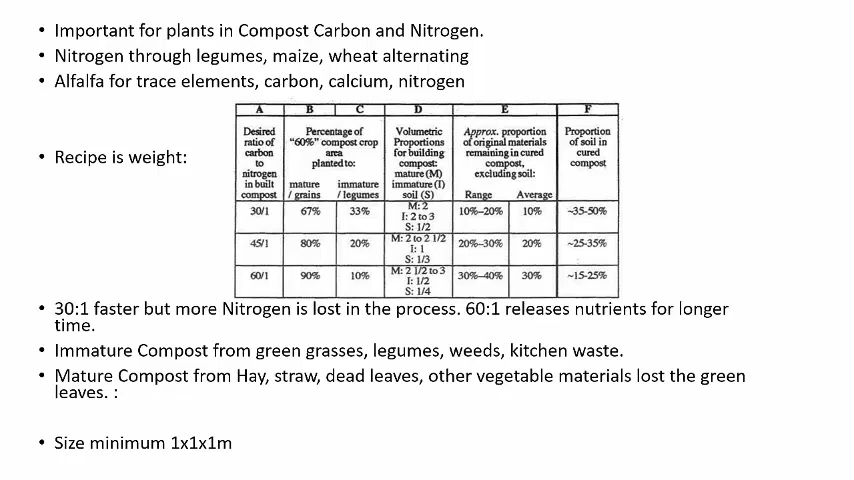 • Important for plants in Compost Carbon and Nitrogen.
• Nitrogen through legumes, maize, wheat alternating
• Alfalfa for trace elements, carbon, calcium, nitrogen
• Recipe is weight:
A B C D E F
Desired ratio of carbon to nitrogen in built compost
Percentage of "60%" compost crop area planted to:
mature / grains
immature / legumes
Volumetric Proportions for building compost: mature (M) immature (I) soil (S)
Approx. proportion of original materials remaining in cured compost, excluding soil:
Range Average
Proportion of soil in cured compost
30/1 67% 33% M: 2 I: 2 to 3 S: 1/2 10%–20% 10% ~35-50%
45/1 80% 20% M: 2 to 2 1/2 I: 1 S: 1/3 20%–30% 20% ~25-35%
60/1 90% 10% M: 2 1/2 to 3 I: 1/2 S: 1/4 30%–40% 30% ~15-25%
• 30:1 faster but more Nitrogen is lost in the process. 60:1 releases nutrients for longer
time.
• Immature Compost from green grasses, legumes, weeds, kitchen waste.
• Mature Compost from Hay, straw, dead leaves, other vegetable materials lost the green
leaves. :
• Size minimum 1x1x1m